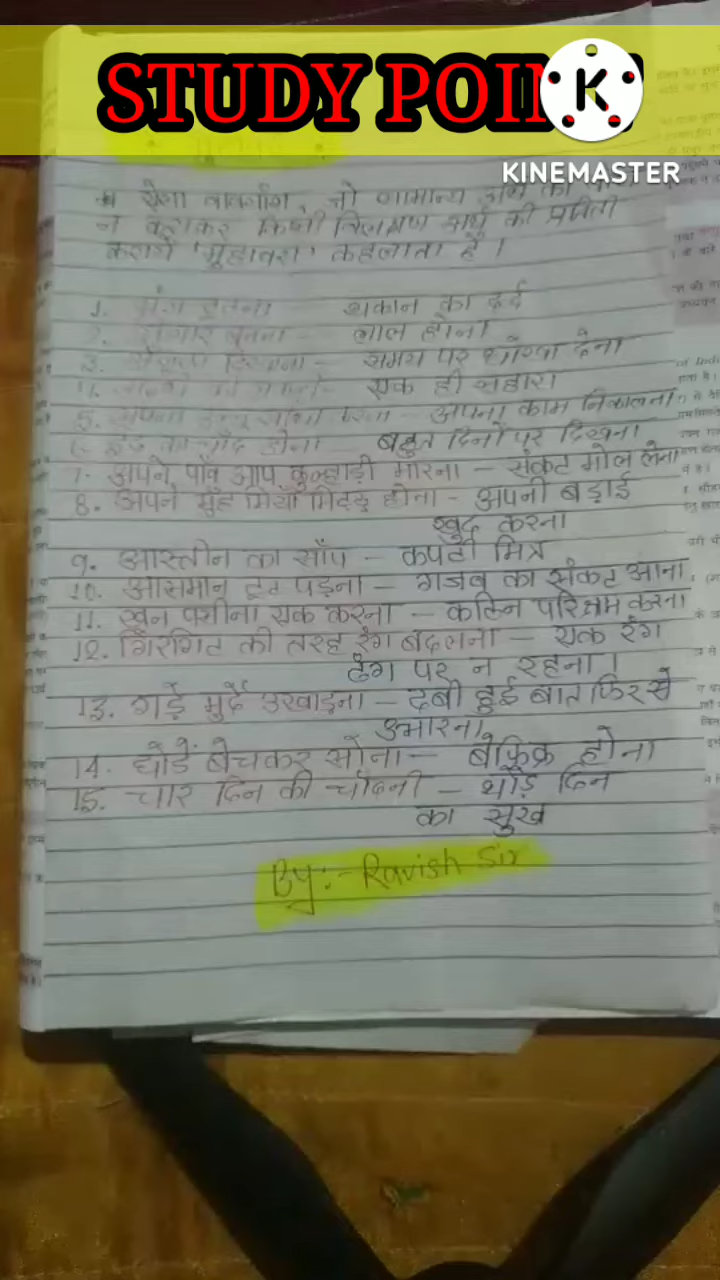 STUDY POIN
KINEMASTER
ऐसा वाक्यांश, जो सामान्य अर्थ का
न कराकर किसी विलक्षण अर्थ की प्रतीति
कराये 'मुहावरा' कहलाता है।
1. अंग टूटना थकान का दर्द
2. अंगार बनना लाल होना
3. अंगूठा दिखाना - समय पर धोखा देना
4. एक ही सहारा
5. अपना उल्लू सीधा करना - अपना काम निकालना
6. ईद का चाँद होना बहुत दिनों पर दिखना
7. अपने पाँव आप कुल्हाड़ी मारना - संकट मोल लेना
8. अपने मुँह मियाँ मिट्ठू होना - अपनी बड़ाई
खुद करना
9. आस्तीन का साँप - कपटी मित्र
10. आसमान टूट पड़ना - गजब का संकट आना
11. खून पसीना एक करना - कठिन परिश्रम करना
12. गिरगिट की तरह रंग बदलना - एक रंग
ढंग पर न रहना।
13. गड़े मुर्दे उखाड़ना - दबी हुई बात फिर से
उभारना
14. घोड़ें बेचकर सोना - बेफ़िक्र होना
15. चार दिन की चाँदनी - थोड़े दिन
का सुख
By:- Ravish Sir